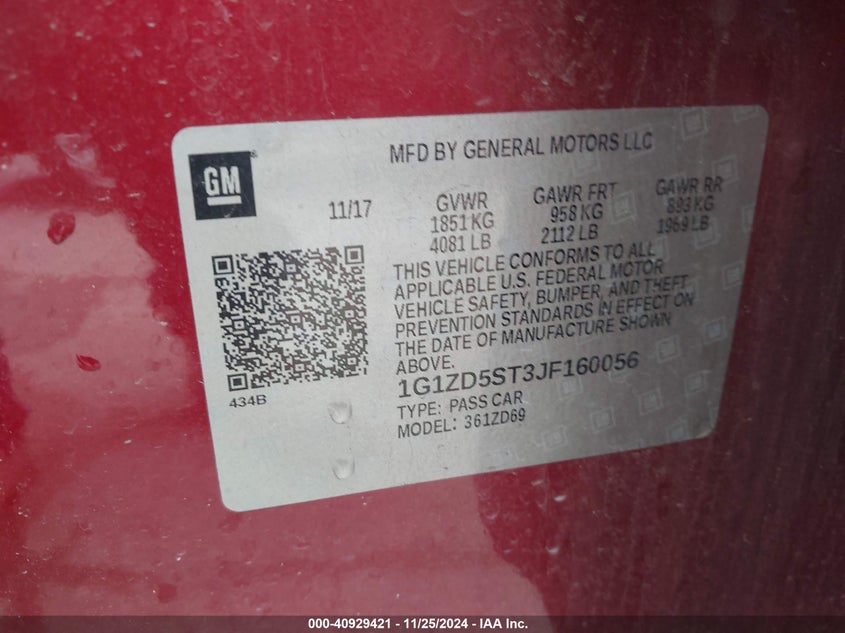 MFD BY GENERAL MOTORS LLC
GM
11/17
GVWR GAWR FRT GAWR RR
1851 KG 958 KG 893 KG
4081 LB 2112 LB 1969 LB
THIS VEHICLE CONFORMS TO ALL
APPLICABLE U.S. FEDERAL MOTOR
VEHICLE SAFETY, BUMPER, AND THEFT
PREVENTION STANDARDS IN EFFECT ON
THE DATE OF MANUFACTURE SHOWN
ABOVE.
434B
1G1ZD5ST3JF160056
TYPE: PASS CAR
MODEL: 361ZD69
000-40929421 - 11/25/2024 - IAA Inc.